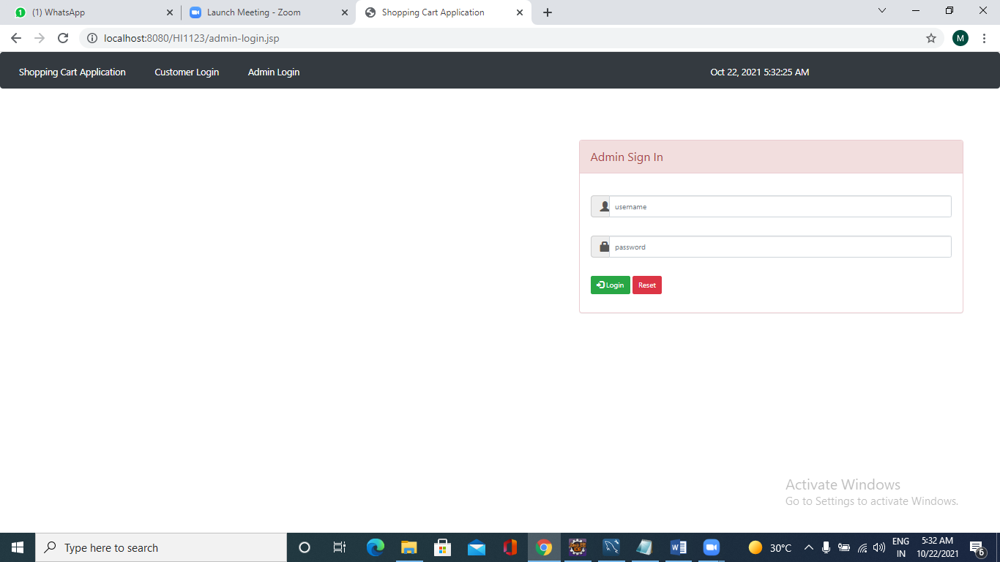 (1) WhatsApp
Launch Meeting - Zoom
Shopping Cart Application
localhost:8080/HI1123/admin-login.jsp
M
Shopping Cart Application
Customer Login
Admin Login
Oct 22, 2021 5:32:25 AM
Admin Sign In
username
password
Login
Reset
Activate Windows
Go to Settings to activate Windows.
Type here to search
30°C
ENG
IN
5:32 AM
10/22/2021
6